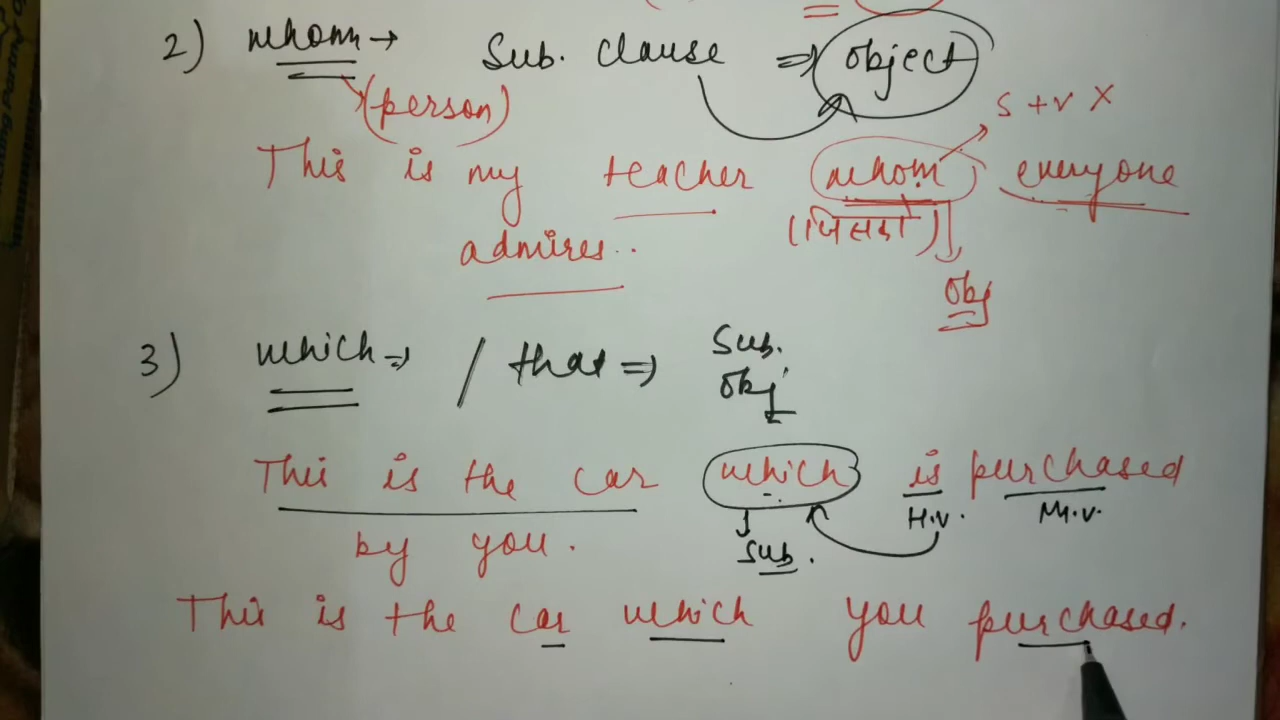 2) whom → Sub. clause ⇒ object
(person)
S + V X
This is my teacher whom everyone
(जिसको)
admires..
Obj
3) which ⇒ / that ⇒ Sub.
Obj
This is the car which is purchased
H.V. M.V.
by you. Sub.
This is the car which you purchased.